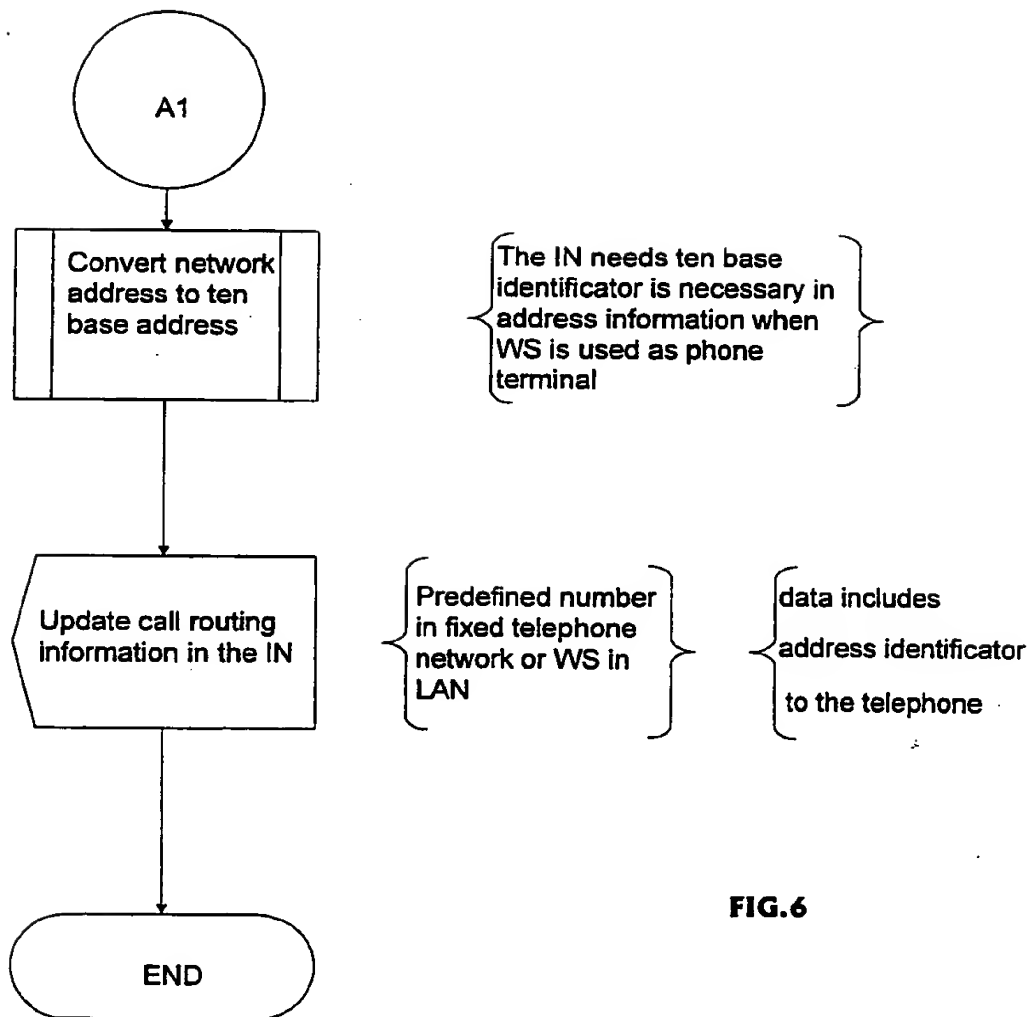 A1
Convert network
address to ten
base address
The IN needs ten base
identificator is necessary in
address information when
WS is used as phone
terminal
Update call routing
information in the IN
Predefined number
in fixed telephone
network or WS in
LAN
data includes
address identificator
to the telephone
FIG.6
END